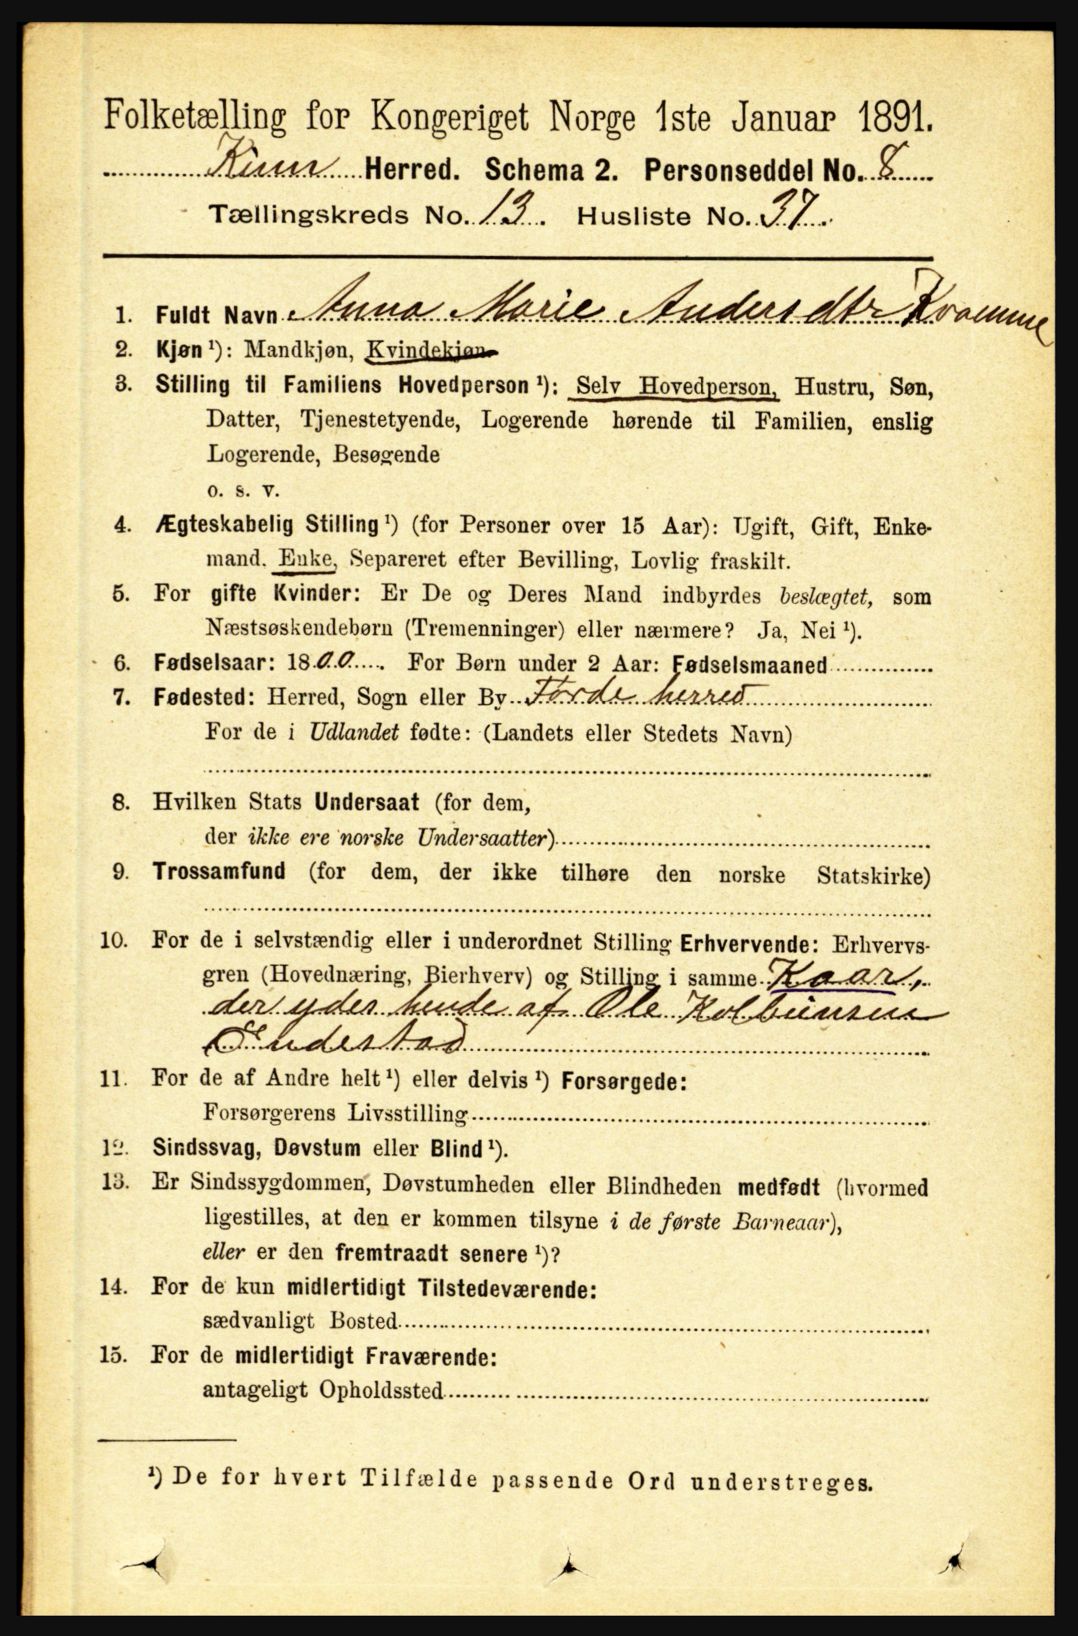 Folketælling for Kongeriget Norge 1ste Januar 1891.
Kinn Herred. Schema 2. Personseddel No. 8
Tællingskreds No. 13. Husliste No. 37.
1. Fuldt Navn Anna Marie Andersdtr Kvamme
2. Kjøn ¹): Mandkjøn, Kvindekjøn
3. Stilling til Familiens Hovedperson ¹): Selv Hovedperson, Hustru, Søn,
Datter, Tjenestetyende, Logerende hørende til Familien, enslig
Logerende, Besøgende
o. s. v.
4. Ægteskabelig Stilling ¹) (for Personer over 15 Aar): Ugift, Gift, Enke-
mand, Enke, Separeret efter Bevilling, Lovlig fraskilt.
5. For gifte Kvinder: Er De og Deres Mand indbyrdes beslægtet, som
Næstsøskendebørn (Tremenninger) eller nærmere? Ja, Nei ¹).
6. Fødselsaar: 1800. For Børn under 2 Aar: Fødselsmaaned
7. Fødested: Herred, Sogn eller By Förde herred
For de i Udlandet fødte: (Landets eller Stedets Navn)
8. Hvilken Stats Undersaat (for dem,
der ikke ere norske Undersaatter)
9. Trossamfund (for dem, der ikke tilhøre den norske Statskirke)
10. For de i selvstændig eller i underordnet Stilling Erhvervende: Erhvervs-
gren (Hovednæring, Bierhverv) og Stilling i samme Kaar,
der ydes hende af Ole Kolbeinsen
Endestad
11. For de af Andre helt ¹) eller delvis ¹) Forsørgede:
Forsørgerens Livsstilling
12. Sindssvag, Døvstum eller Blind ¹).
13. Er Sindssygdommen, Døvstumheden eller Blindheden medfødt (hvormed
ligestilles, at den er kommen tilsyne i de første Barneaar),
eller er den fremtraadt senere ¹)?
14. For de kun midlertidigt Tilstedeværende:
sædvanligt Bosted
15. For de midlertidigt Fraværende:
antageligt Opholdssted
¹) De for hvert Tilfælde passende Ord understreges.